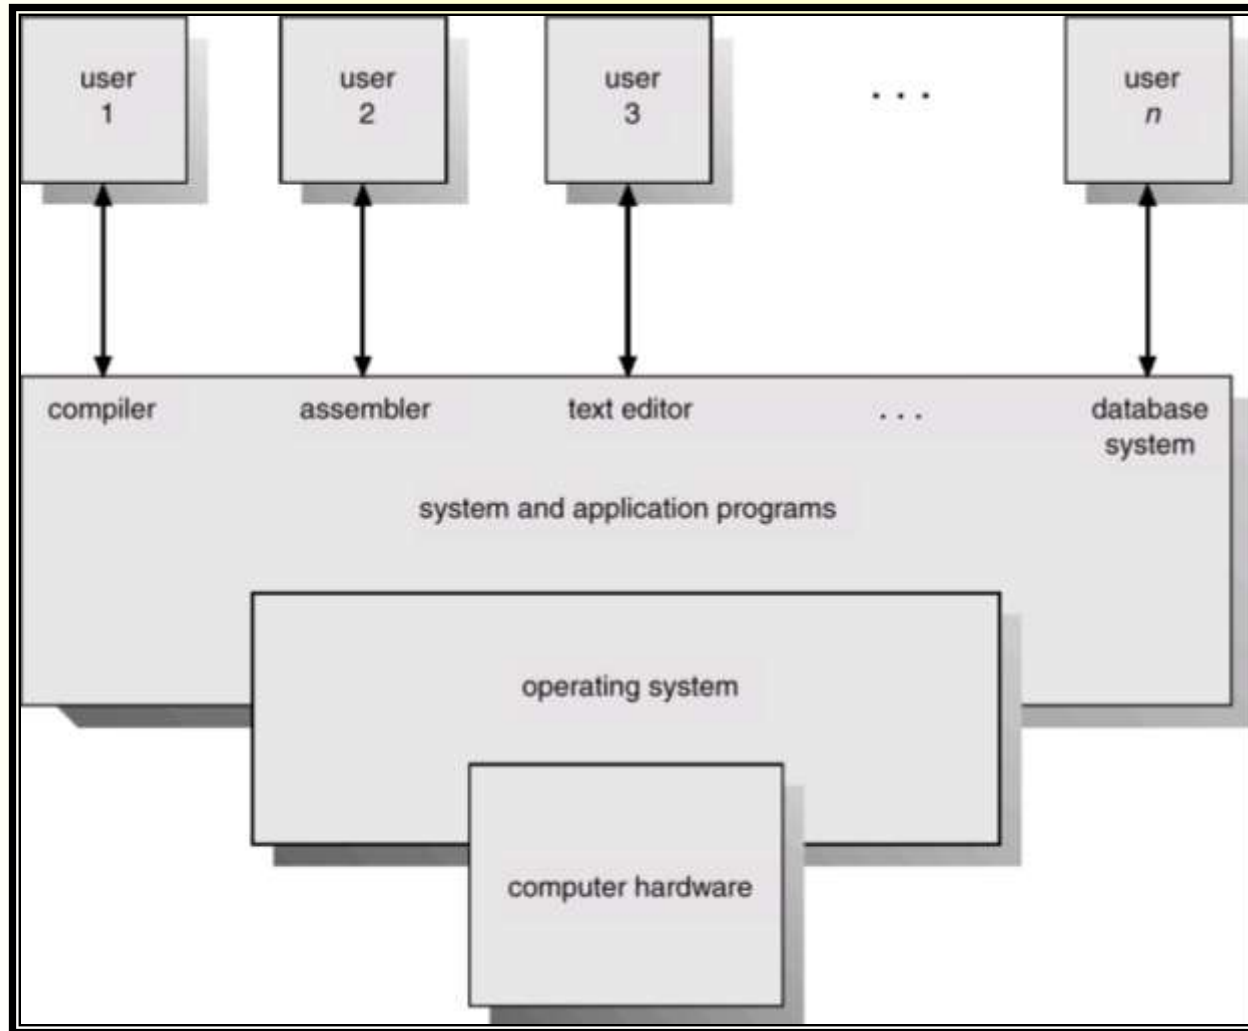 user
1
user
2
user
3
. . .
user
n
compiler
assembler
text editor
. . .
database
system
system and application programs
operating system
computer hardware